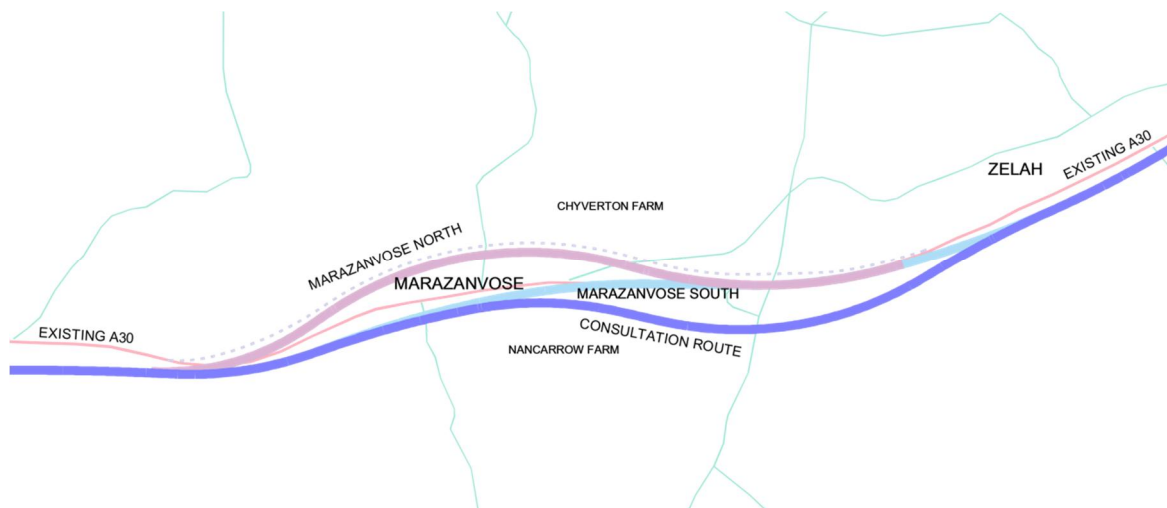 ZELAH
EXISTING A30
CHYVERTON FARM
MARAZANVOSE NORTH
MARAZANVOSE
MARAZANVOSE SOUTH
EXISTING A30
CONSULTATION ROUTE
NANCARROW FARM